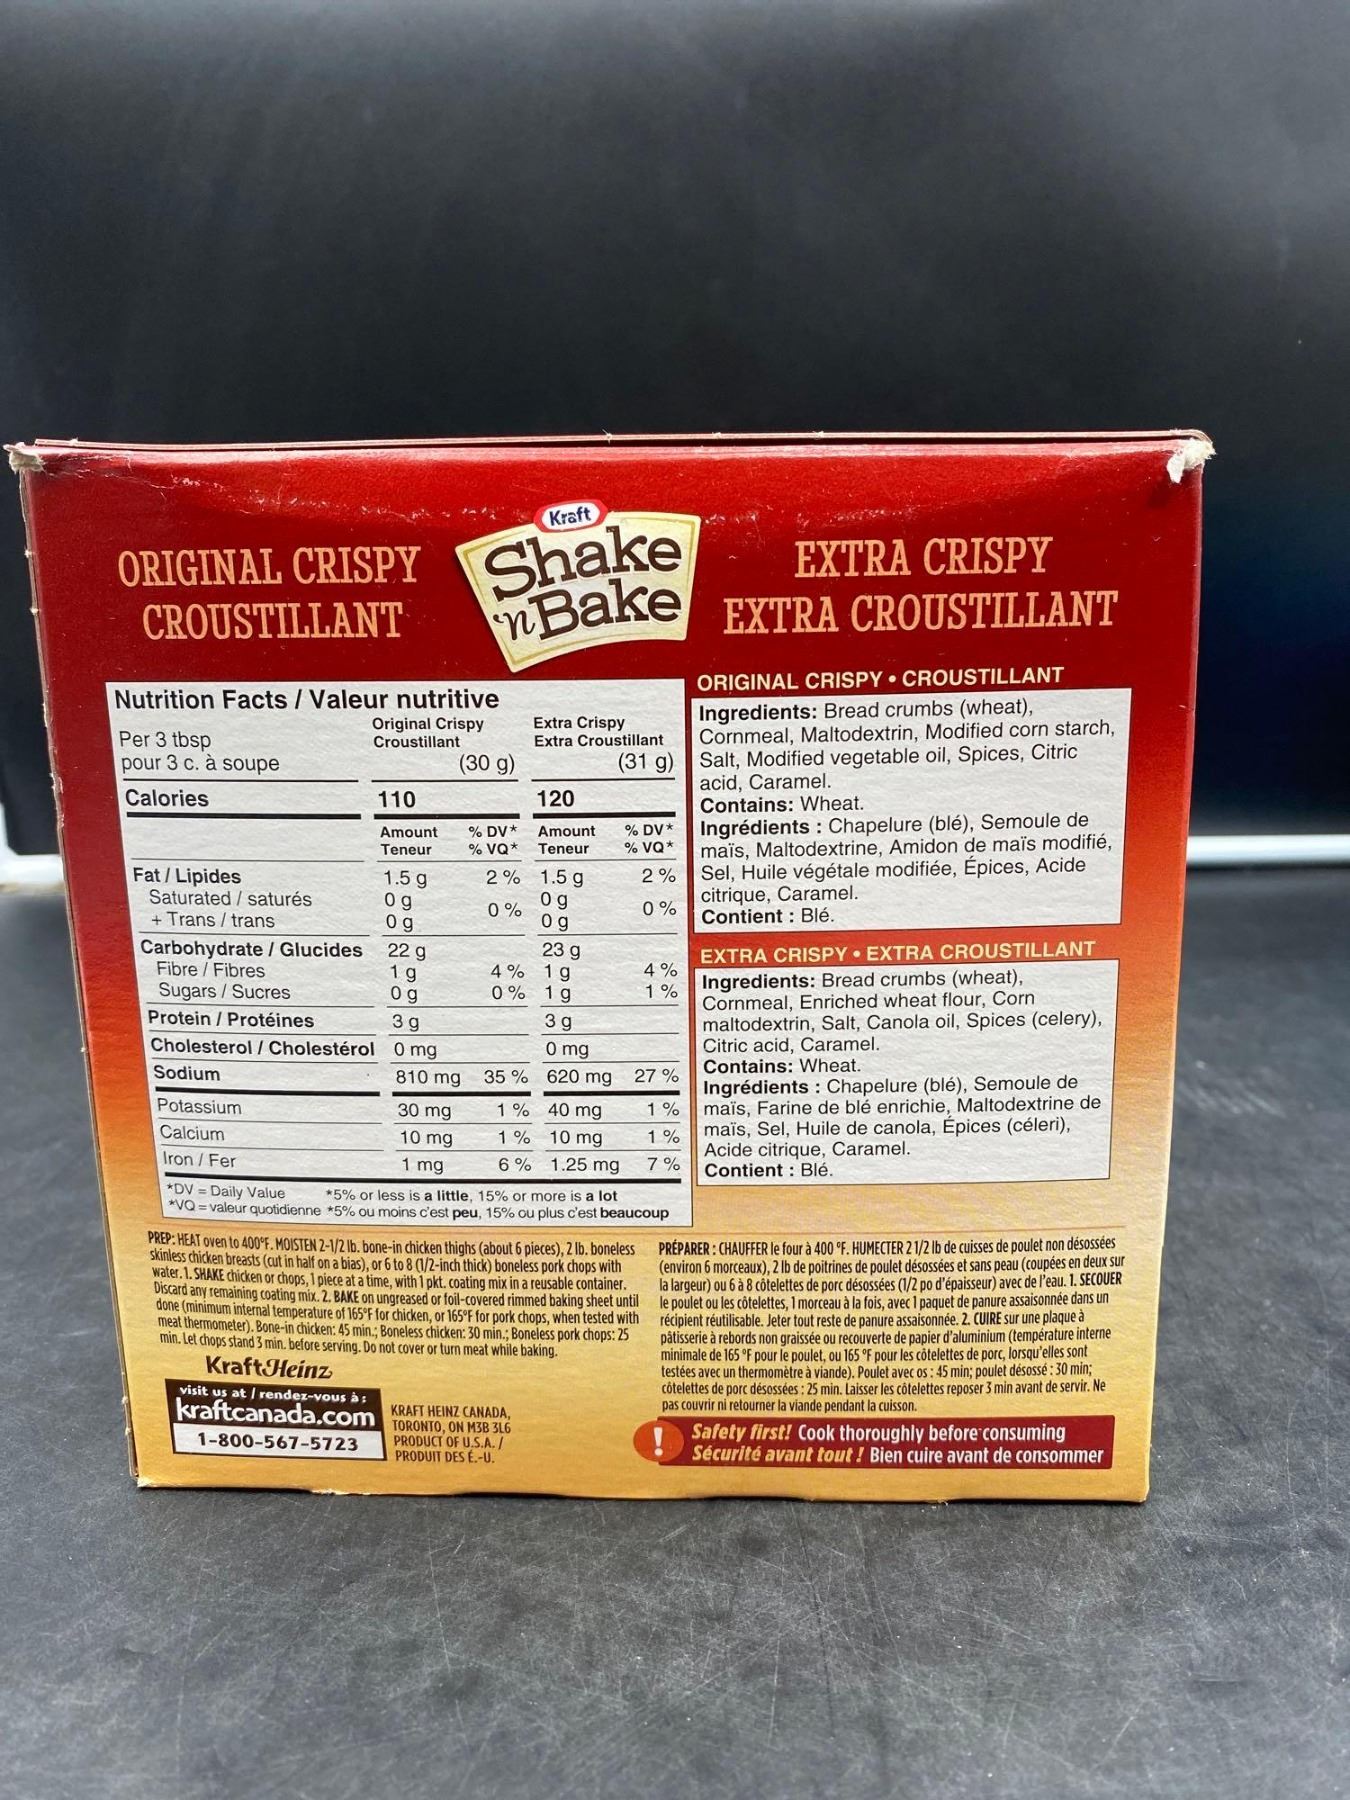 Kraft
Shake
'n Bake
ORIGINAL CRISPY
CROUSTILLANT
EXTRA CRISPY
EXTRA CROUSTILLANT
Nutrition Facts / Valeur nutritive
Per 3 tbsp
pour 3 c. à soupe
Original Crispy
Croustillant
(30 g)
Extra Crispy
Extra Croustillant
(31 g)
Calories 110 120
Amount % DV* Amount % DV*
Teneur % VQ* Teneur % VQ*
Fat / Lipides 1.5 g 2 % 1.5 g 2 %
Saturated / saturés 0 g 0 g
+ Trans / trans 0 g 0 % 0 g 0 %
Carbohydrate / Glucides 22 g 23 g
Fibre / Fibres 1 g 4 % 1 g 4 %
Sugars / Sucres 0 g 0 % 1 g 1 %
Protein / Protéines 3 g 3 g
Cholesterol / Cholestérol 0 mg 0 mg
Sodium 810 mg 35 % 620 mg 27 %
Potassium 30 mg 1 % 40 mg 1 %
Calcium 10 mg 1 % 10 mg 1 %
Iron / Fer 1 mg 6 % 1.25 mg 7 %
*DV = Daily Value *5% or less is a little, 15% or more is a lot
*VQ = valeur quotidienne *5% ou moins c'est peu, 15% ou plus c'est beaucoup
ORIGINAL CRISPY • CROUSTILLANT
Ingredients: Bread crumbs (wheat),
Cornmeal, Maltodextrin, Modified corn starch,
Salt, Modified vegetable oil, Spices, Citric
acid, Caramel.
Contains: Wheat.
Ingrédients : Chapelure (blé), Semoule de
maïs, Maltodextrine, Amidon de maïs modifié,
Sel, Huile végétale modifiée, Épices, Acide
citrique, Caramel.
Contient : Blé.
EXTRA CRISPY • EXTRA CROUSTILLANT
Ingredients: Bread crumbs (wheat),
Cornmeal, Enriched wheat flour, Corn
maltodextrin, Salt, Canola oil, Spices (celery),
Citric acid, Caramel.
Contains: Wheat.
Ingrédients : Chapelure (blé), Semoule de
maïs, Farine de blé enrichie, Maltodextrine de
maïs, Sel, Huile de canola, Épices (céleri),
Acide citrique, Caramel.
Contient : Blé.
PREP: HEAT oven to 400°F. MOISTEN 2-1/2 lb. bone-in chicken thighs (about 6 pieces), 2 lb. boneless
skinless chicken breasts (cut in half on a bias), or 6 to 8 (1/2-inch thick) boneless pork chops with
water. 1. SHAKE chicken or chops, 1 piece at a time, with 1 pkt. coating mix in a reusable container.
Discard any remaining coating mix. 2. BAKE on ungreased or foil-covered rimmed baking sheet until
done (minimum internal temperature of 165°F for chicken, or 165°F for pork chops, when tested with
meat thermometer). Bone-in chicken: 45 min.; Boneless chicken: 30 min.; Boneless pork chops: 25
min. Let chops stand 3 min. before serving. Do not cover or turn meat while baking.
PRÉPARER : CHAUFFER le four à 400 °F. HUMECTER 2 1/2 lb de cuisses de poulet non désossées
(environ 6 morceaux), 2 lb de poitrines de poulet désossées et sans peau (coupées en deux sur
la largeur) ou 6 à 8 côtelettes de porc désossées (1/2 po d'épaisseur) avec de l'eau. 1. SECOUER
le poulet ou les côtelettes, 1 morceau à la fois, avec 1 paquet de panure assaisonnée dans un
récipient réutilisable. Jeter tout reste de panure assaisonnée. 2. CUIRE sur une plaque à
pâtisserie à rebords non graissée ou recouverte de papier d'aluminium (température interne
minimale de 165 °F pour le poulet, ou 165 °F pour les côtelettes de porc, lorsqu'elles sont
testées avec un thermomètre à viande). Poulet avec os : 45 min; poulet désossé : 30 min;
côtelettes de porc désossées : 25 min. Laisser les côtelettes reposer 3 min avant de servir. Ne
pas couvrir ni retourner la viande pendant la cuisson.
KraftHeinz
visit us at / rendez-vous à :
kraftcanada.com
1-800-567-5723
KRAFT HEINZ CANADA,
TORONTO, ON M3B 3L6
PRODUCT OF U.S.A. /
PRODUIT DES É.-U.
! Safety first! Cook thoroughly before consuming
Sécurité avant tout ! Bien cuire avant de consommer